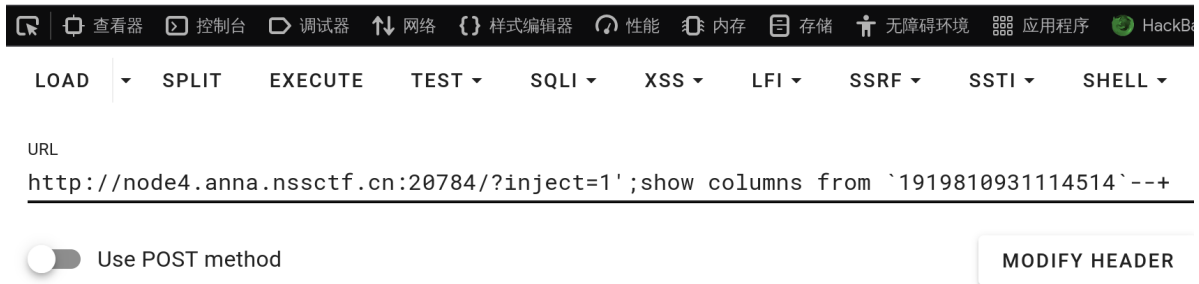 查看器 控制台 调试器 网络 {} 样式编辑器 性能 内存 存储 无障碍环境 应用程序 HackBa
LOAD SPLIT EXECUTE TEST SQLI XSS LFI SSRF SSTI SHELL
URL
http://node4.anna.nssctf.cn:20784/?inject=1';show columns from `1919810931114514`--+
Use POST method MODIFY HEADER